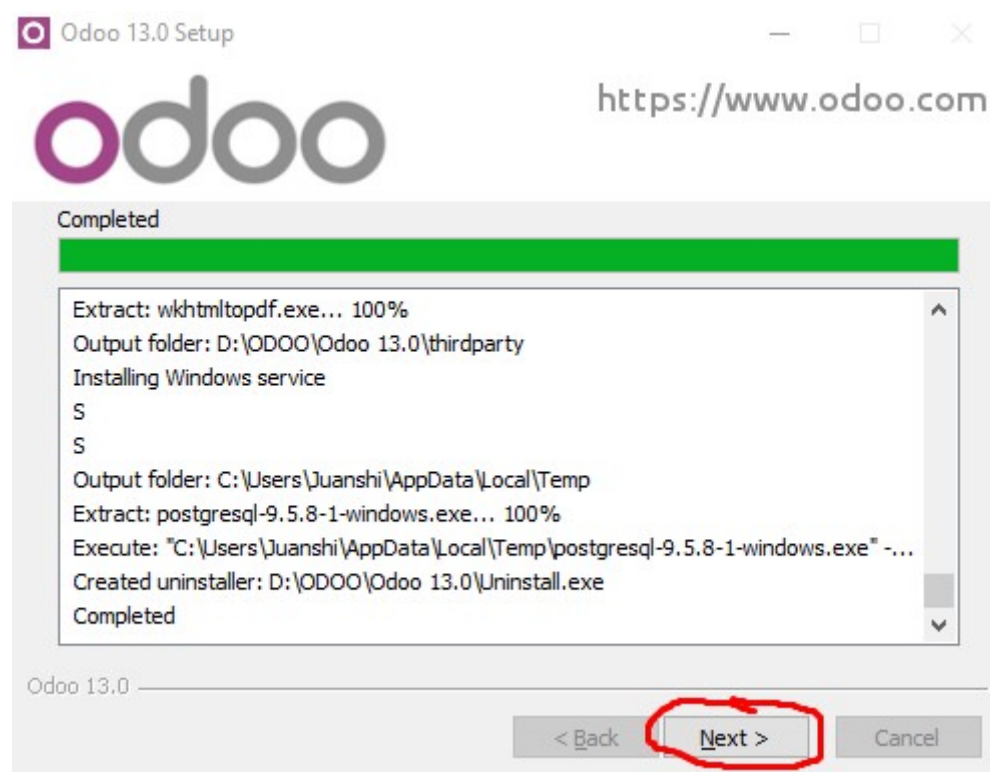 Odoo 13.0 Setup
odoo
https://www.odoo.com
Completed
Extract: wkhtmltopdf.exe... 100%
Output folder: D:\ODOO\Odoo 13.0\thirdparty
Installing Windows service
S
S
Output folder: C:\Users\Juanshi\AppData\Local\Temp
Extract: postgresql-9.5.8-1-windows.exe... 100%
Execute: "C:\Users\Juanshi\AppData\Local\Temp\postgresql-9.5.8-1-windows.exe" -...
Created uninstaller: D:\ODOO\Odoo 13.0\Uninstall.exe
Completed
Odoo 13.0
< Back Next > Cancel